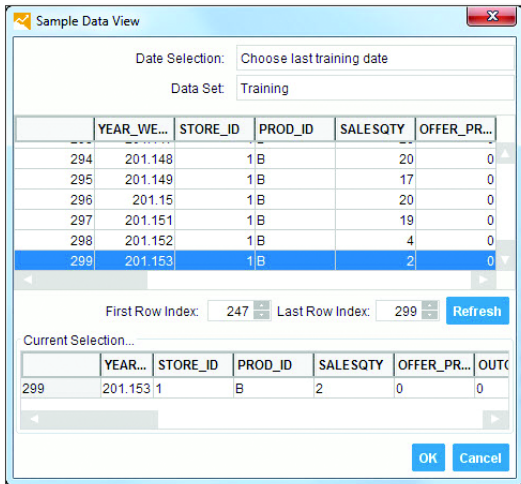 Sample Data View
Date Selection: Choose last training date
Data Set: Training
YEAR_WE... STORE_ID PROD_ID SALESQTY OFFER_PR...
294 201.148 1 B 20 0
295 201.149 1 B 17 0
296 201.15 1 B 20 0
297 201.151 1 B 19 0
298 201.152 1 B 4 0
299 201.153 1 B 2 0
First Row Index: 247 Last Row Index: 299 Refresh
Current Selection...
YEAR... STORE_ID PROD_ID SALESQTY OFFER_PR... OUTC
299 201.153 1 B 2 0 0
OK Cancel